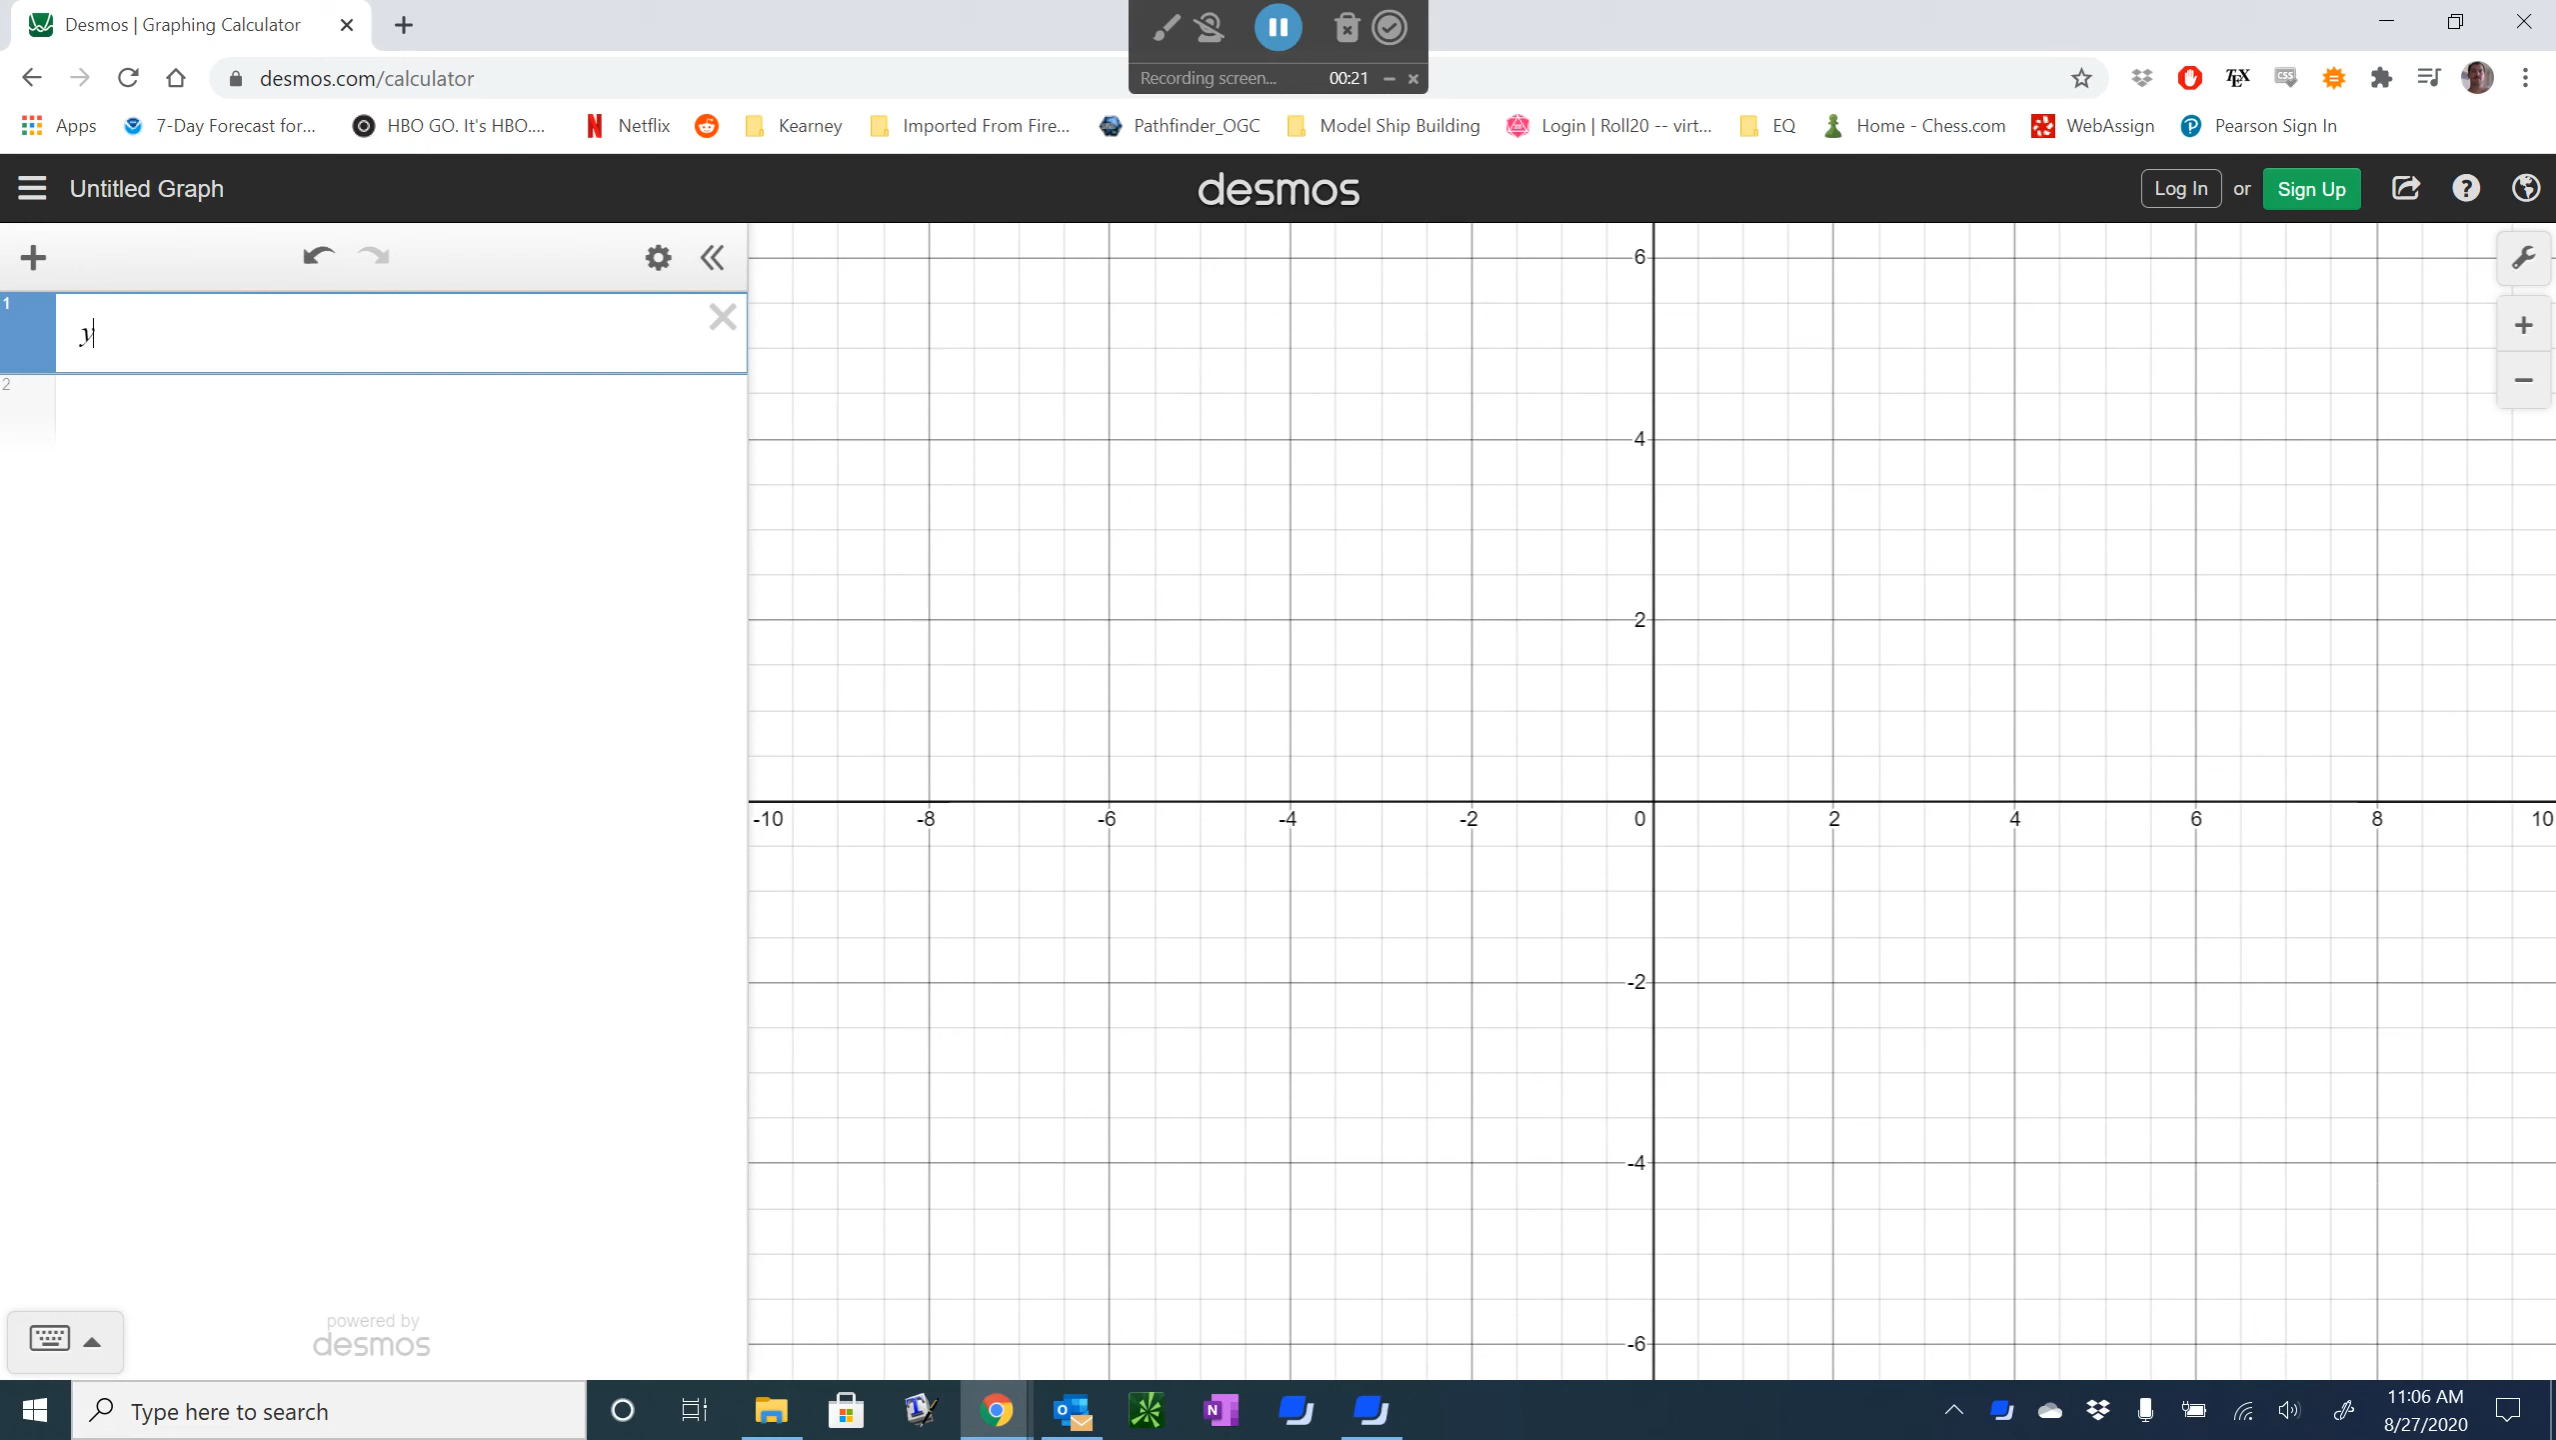 Desmos | Graphing Calculator
Recording screen... 00:21
desmos.com/calculator
TEX
CSS
Apps
7-Day Forecast for...
HBO GO. It's HBO....
Netflix
Kearney
Imported From Fire...
Pathfinder_OGC
Model Ship Building
Login | Roll20 -- virt...
EQ
Home - Chess.com
WebAssign
Pearson Sign In
Untitled Graph
desmos
Log In or Sign Up
1
y
2
6
4
2
-10 -8 -6 -4 -2 0 2 4 6 8 10
-2
-4
-6
powered by
desmos
Type here to search
11:06 AM
8/27/2020